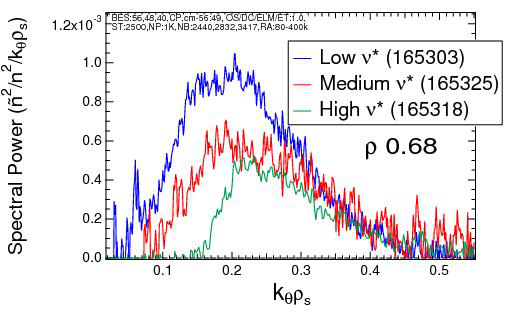 1.2x10⁻³
BES:56,48,40,CP,cm-56:49, OS/DC/ELM/ET:1.0,
ST:2500,NP:1K,NB:2440,2832,3417,RA:80-400k
Low ν* (165303)
Medium ν* (165325)
High ν* (165318)
ρ 0.68
Spectral Power (ñ²/n²/kθρs)
1.0
0.8
0.6
0.4
0.2
0.0
0.1 0.2 0.3 0.4 0.5
kθρs